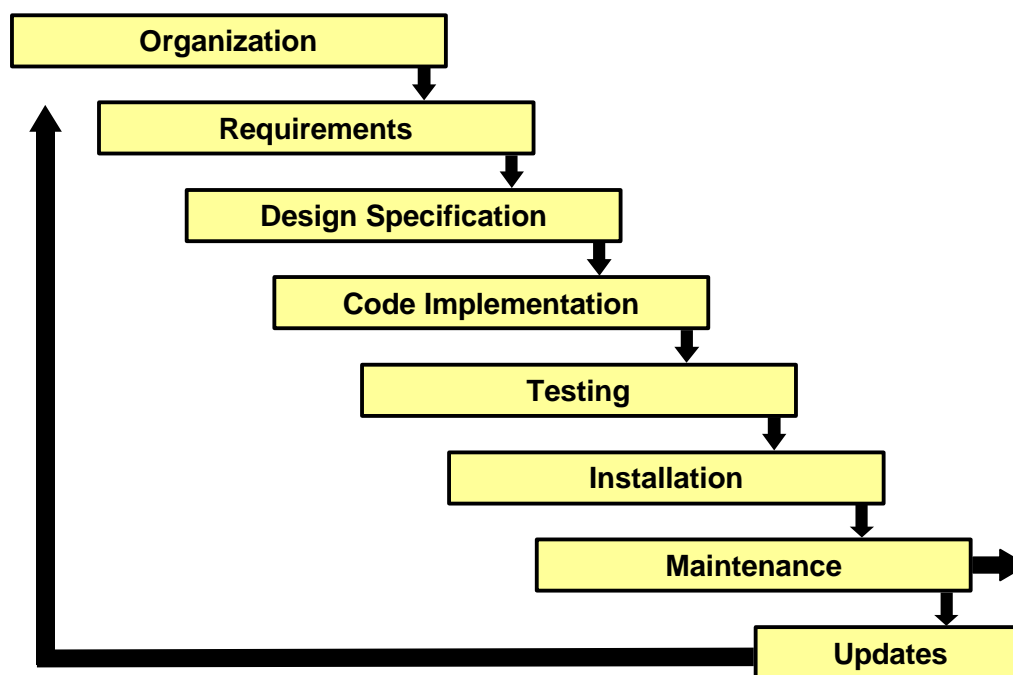 Organization
Requirements
Design Specification
Code Implementation
Testing
Installation
Maintenance
Updates